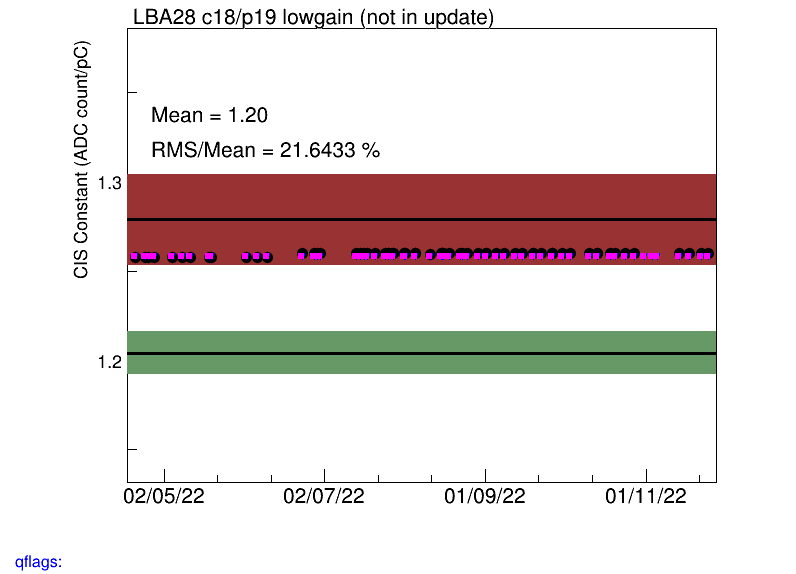 LBA28 c18/p19 lowgain (not in update)
CIS Constant (ADC count/pC)
Mean = 1.20
RMS/Mean = 21.6433 %
1.3
1.2
02/05/22 02/07/22 01/09/22 01/11/22
qflags: